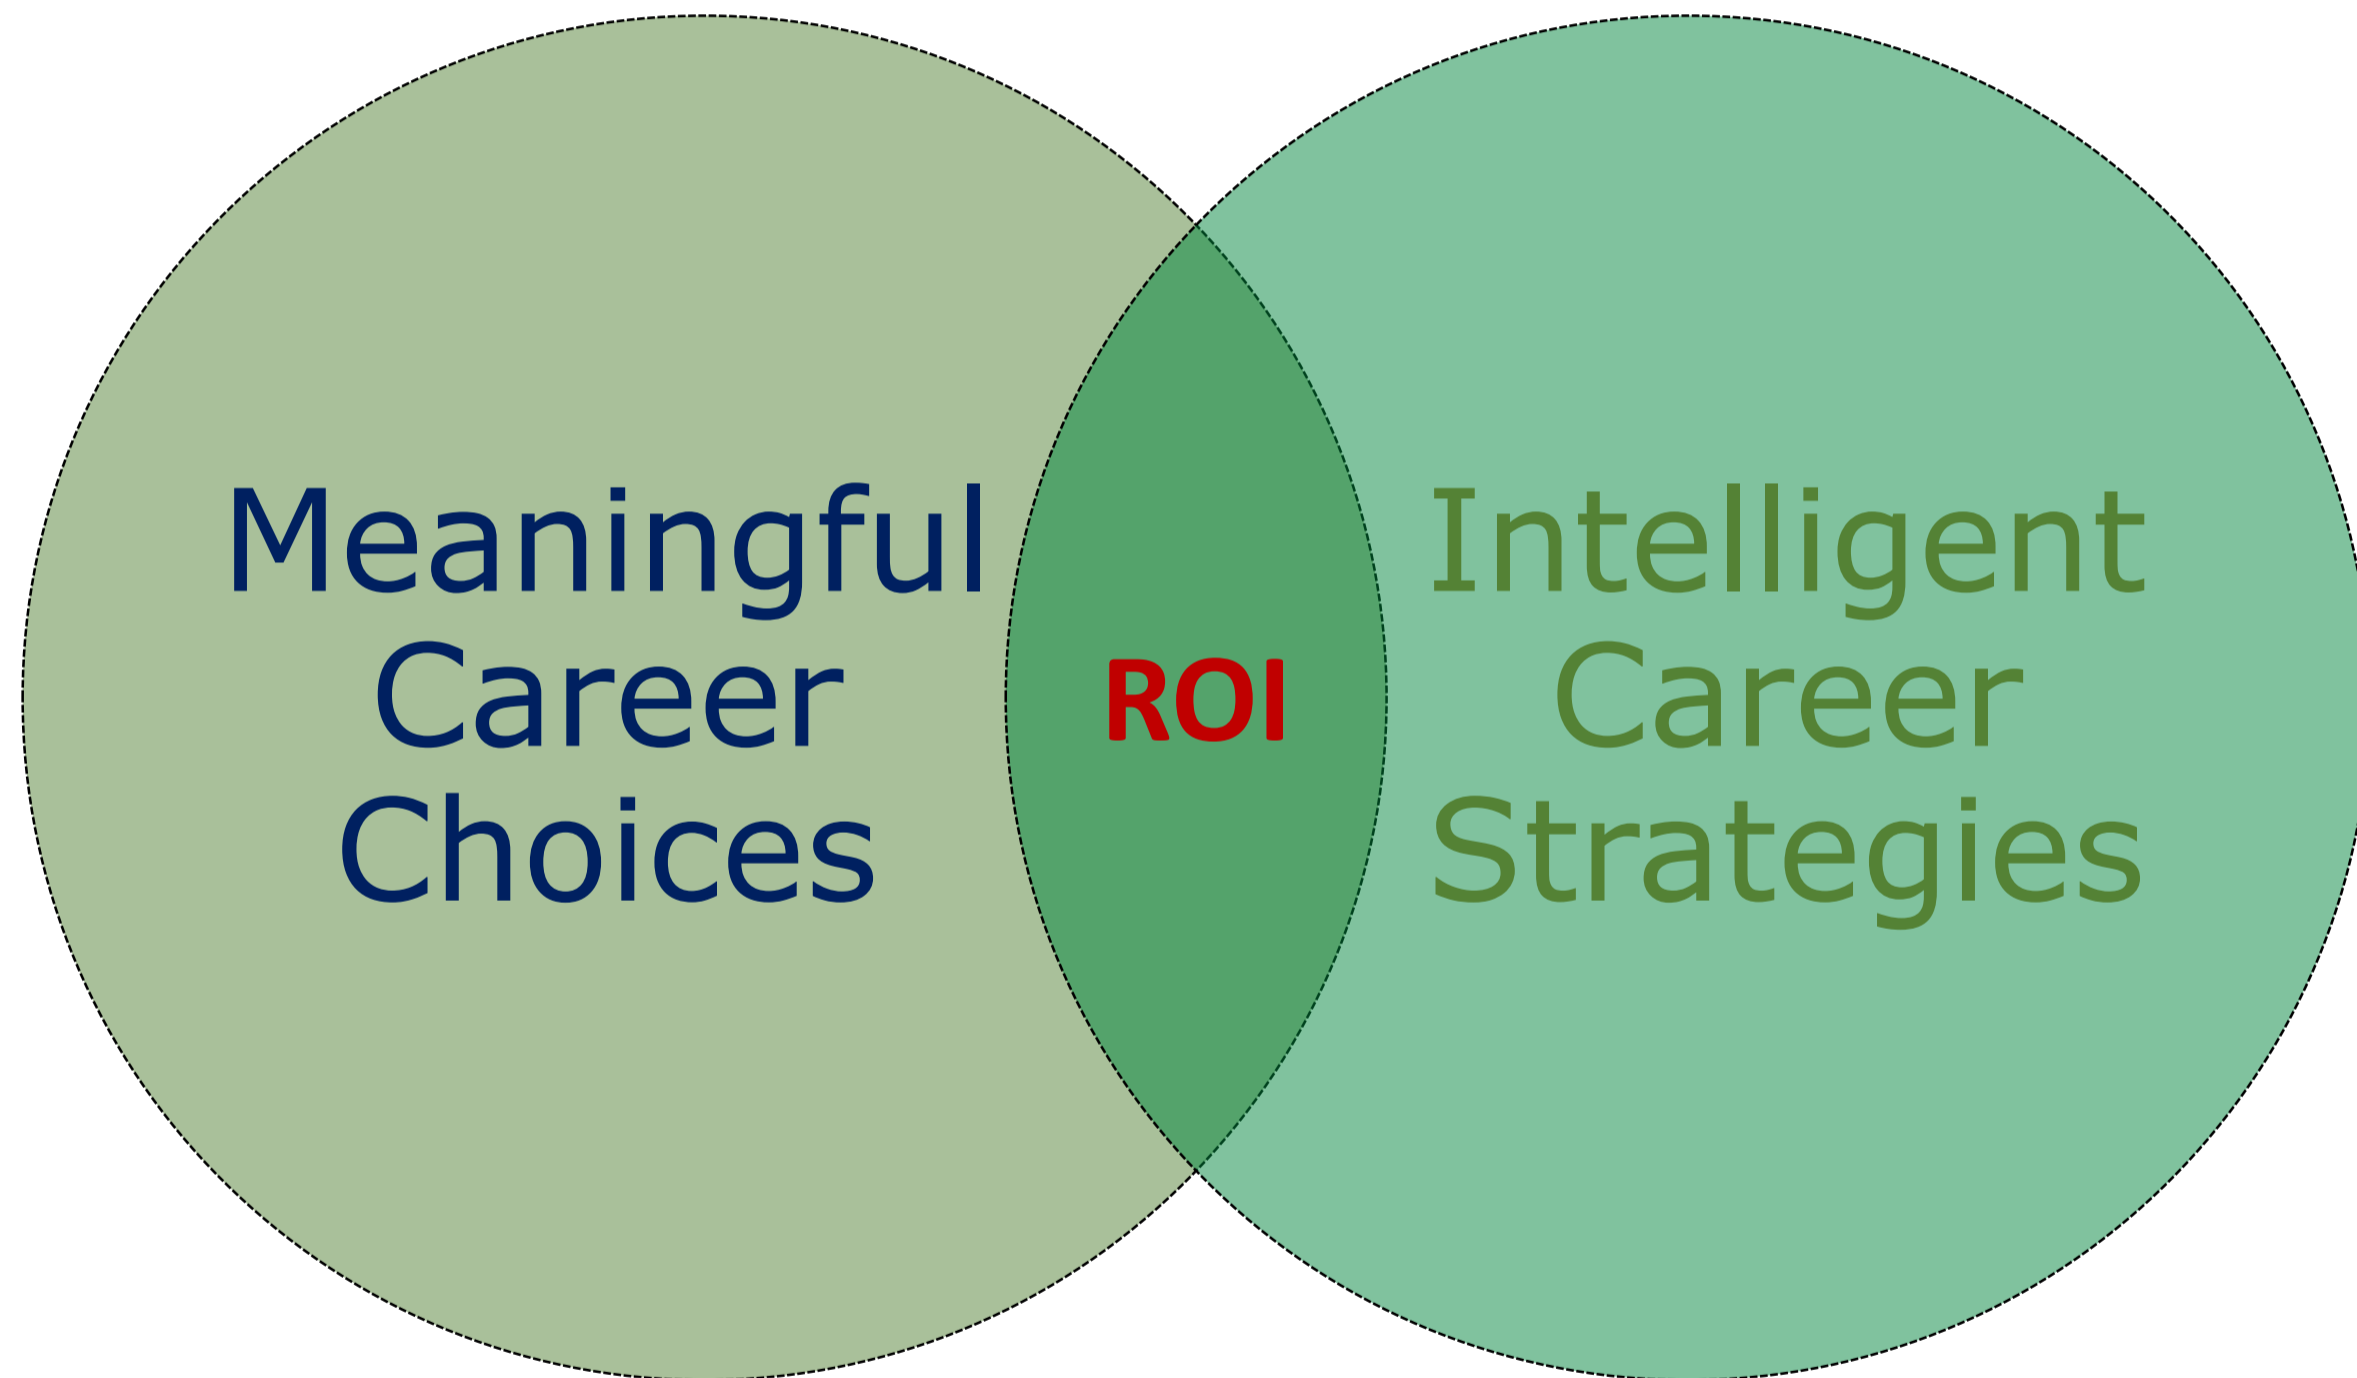 Meaningful
Career
Choices
ROI
Intelligent
Career
Strategies